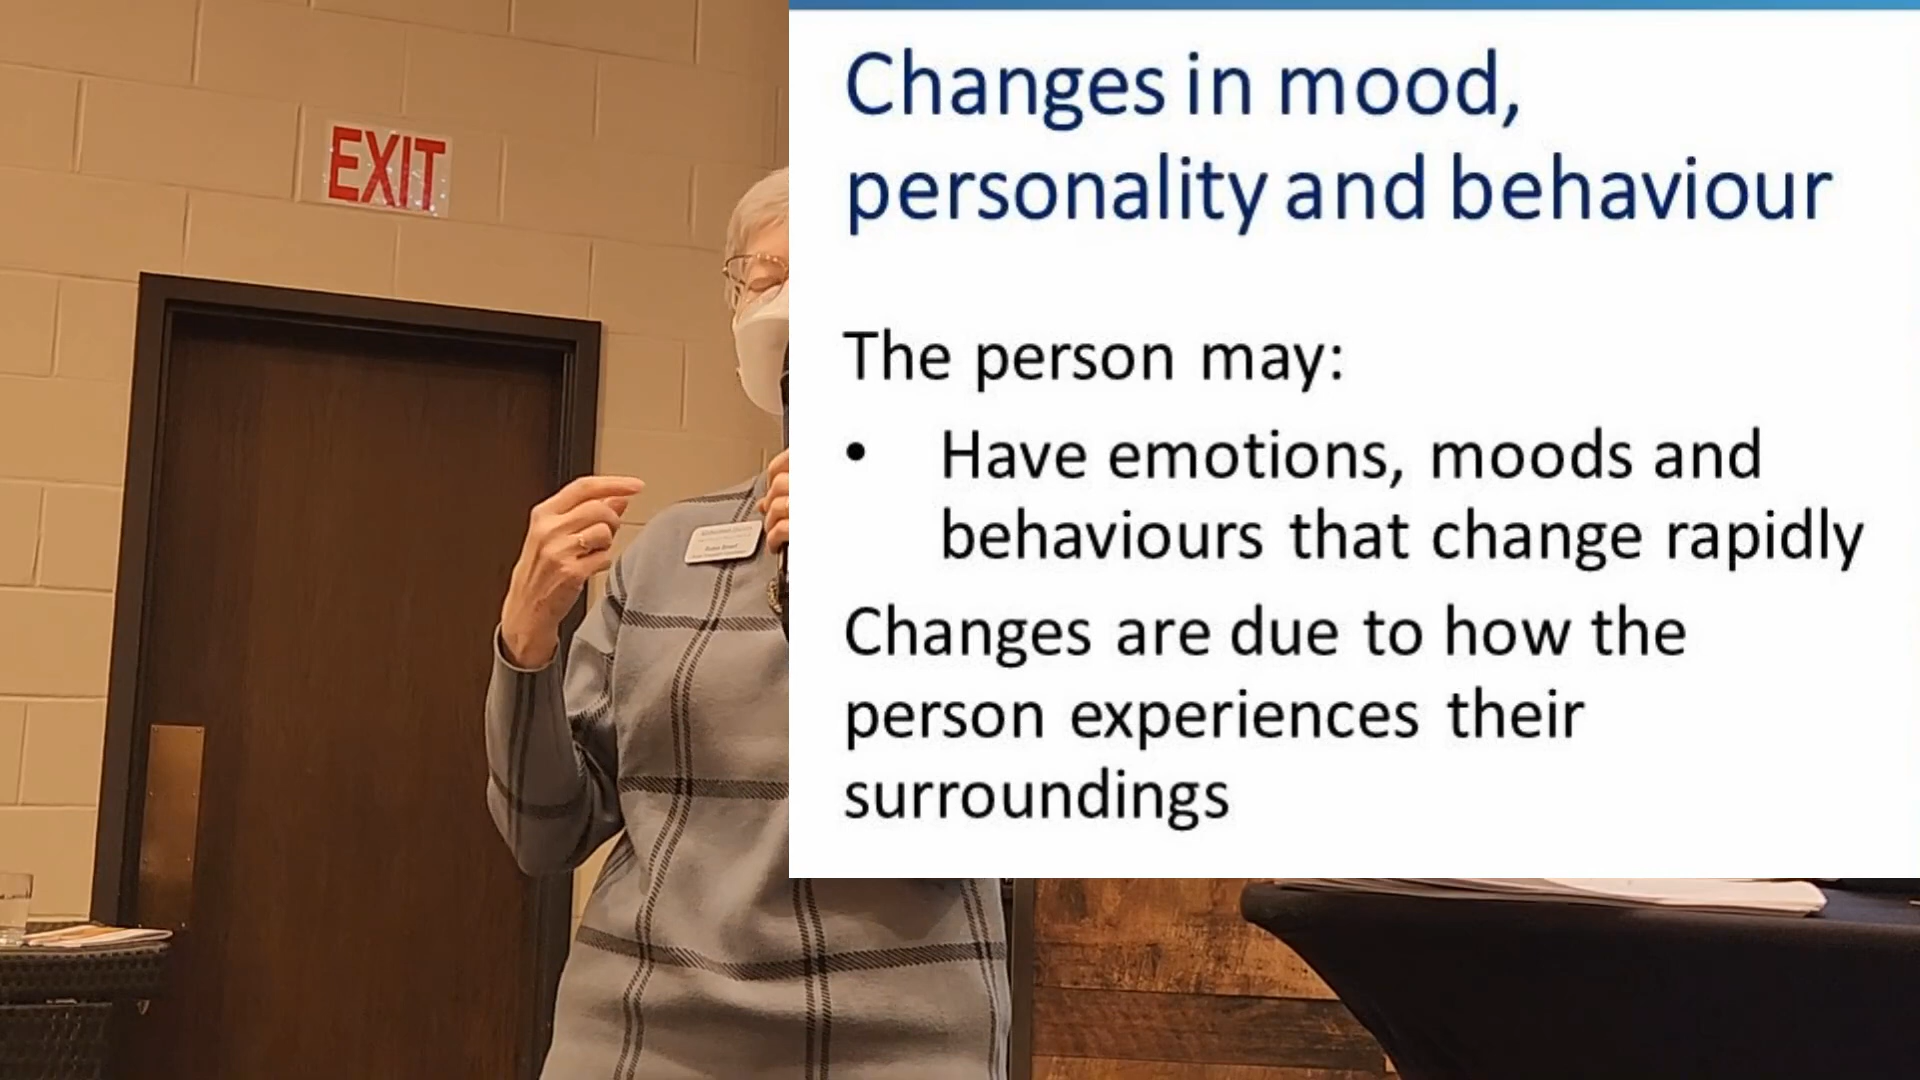 EXIT
Changes in mood,
personality and behaviour
The person may:
• Have emotions, moods and
behaviours that change rapidly
Changes are due to how the
person experiences their
surroundings